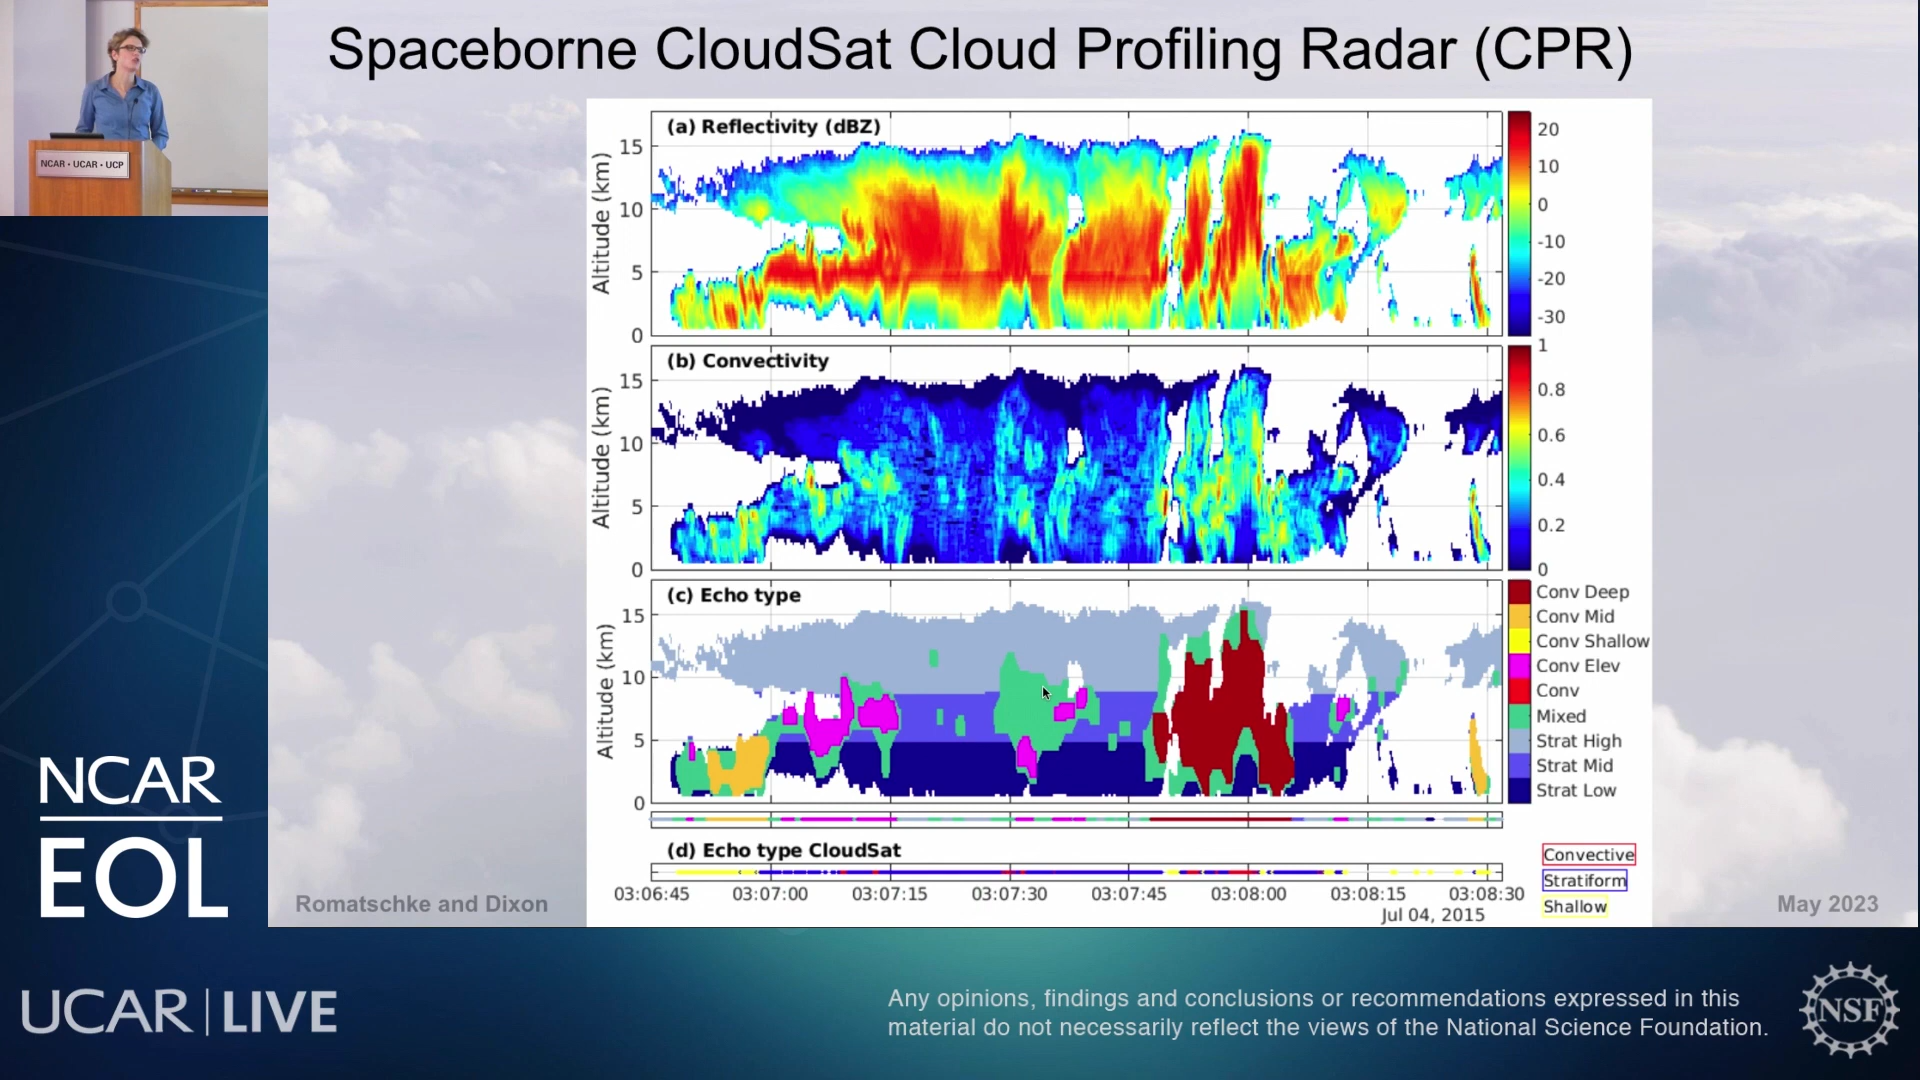 Spaceborne CloudSat Cloud Profiling Radar (CPR)
NCAR • UCAR • UCP
(a) Reflectivity (dBZ)
Altitude (km)
15
10
5
0
20
10
0
-10
-20
-30
(b) Convectivity
Altitude (km)
15
10
5
0
1
0.8
0.6
0.4
0.2
0
(c) Echo type
Altitude (km)
15
10
5
0
Conv Deep
Conv Mid
Conv Shallow
Conv Elev
Conv
Mixed
Strat High
Strat Mid
Strat Low
(d) Echo type CloudSat
03:06:45 03:07:00 03:07:15 03:07:30 03:07:45 03:08:00 03:08:15 03:08:30
Jul 04, 2015
Convective
Stratiform
Shallow
Romatschke and Dixon
May 2023
NCAR
EOL
UCAR | LIVE
Any opinions, findings and conclusions or recommendations expressed in this
material do not necessarily reflect the views of the National Science Foundation.
NSF